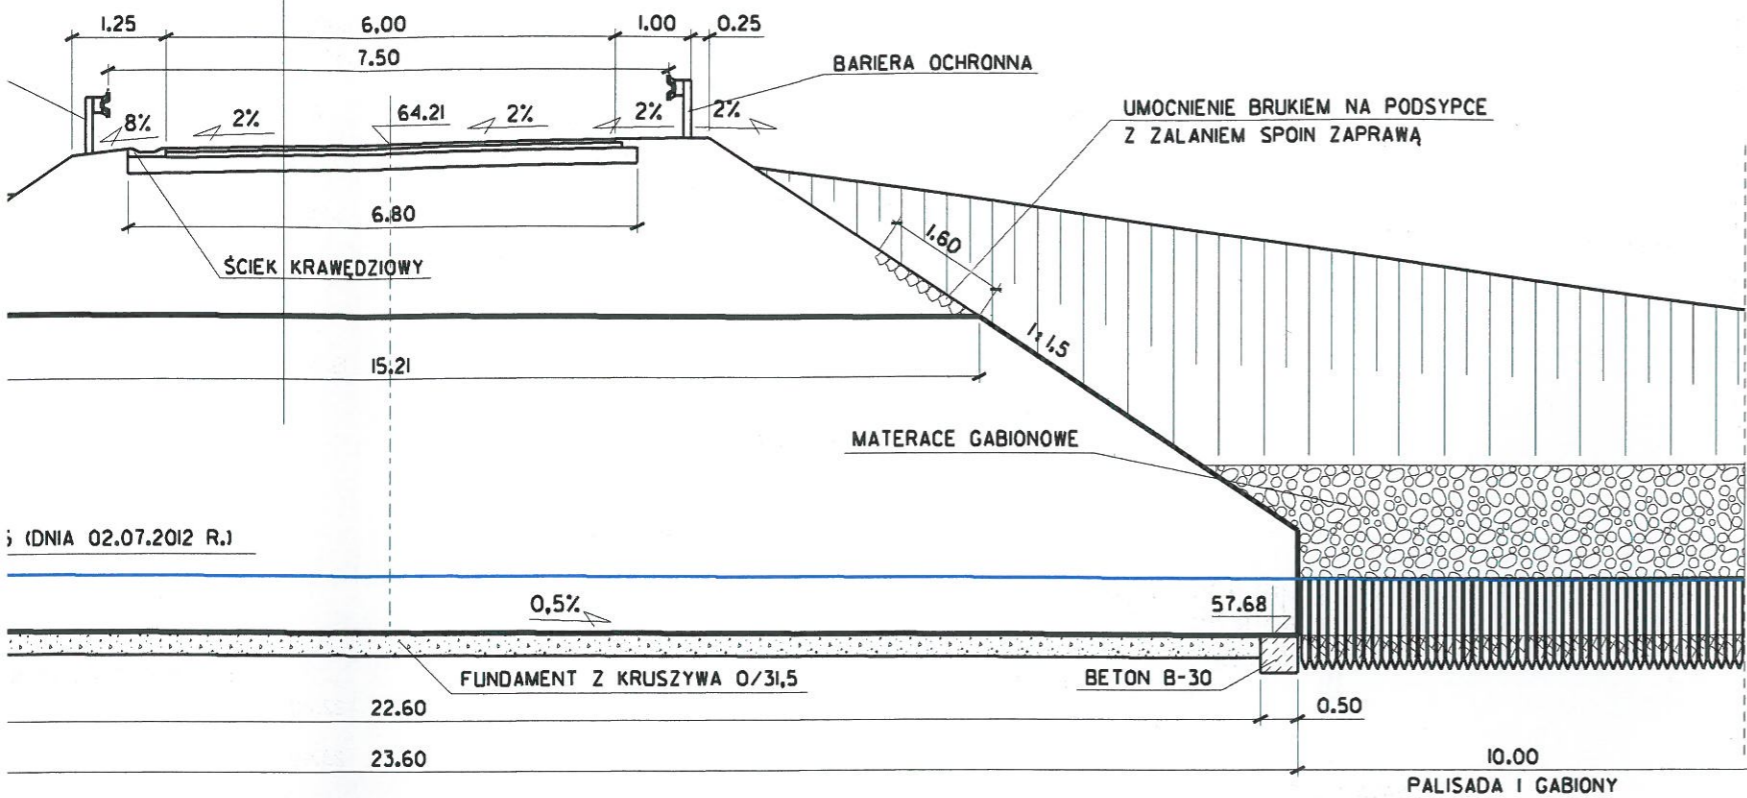 1.25
6,00
1.00
0.25
7.50
BARIERA OCHRONNA
8%
2%
64.21
2%
2%
2%
UMOCNIENIE BRUKIEM NA PODSYPCE
Z ZALANIEM SPOIN ZAPRAWĄ
6.80
1.60
ŚCIEK KRAWĘDZIOWY
1:1,5
15.21
MATERACE GABIONOWE
(DNIA 02.07.2012 R.)
0,5%
57.68
FUNDAMENT Z KRUSZYWA 0/31,5
BETON B-30
22.60
0.50
23.60
10.00
PALISADA I GABIONY